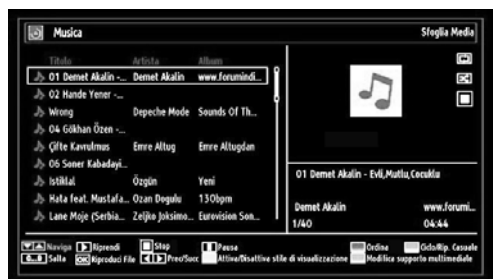 Musica
Sfoglia Media
Titolo Artista Album
01 Demet Akalin -... Demet Akalin www.forumindi...
02 Hande Yener -...
Wrong Depeche Mode Sounds Of Th...
04 Gökhan Özen -...
Çifte Kavrulmus Emre Altug Emre Altugdan
06 Soner Kabadayi...
Istiklal Özgün Yeni
Hata feat. Mustafa... Ozan Dogulu 130bpm
Lane Moje (Serbia... Zeljko Joksimo... Eurovision Son...
01 Demet Akalin - Evli,Mutlu,Cocuklu
Demet Akalin www.forumi...
1/40 04:44
Naviga Riprendi Stop Pausa Ordina Ciclo/Rip. Casuale
0...9 Salta OK Riproduci File Prec/Succ Attiva/Disattiva stile di visualizzazione Modifica supporto multimediale